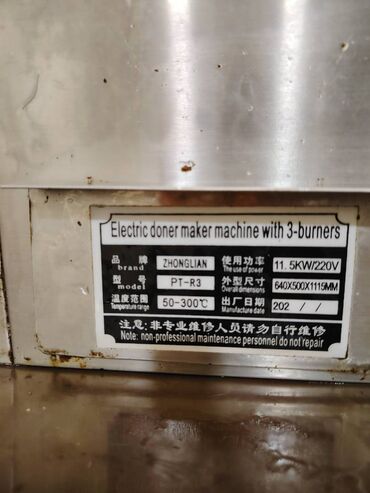 Electric doner maker machine with 3-burners
品牌 ZHONGLIAN 使用功率 11.5KW/220V
brand The use of power
型号 PT-R3 外型尺寸 640X500X1115MM
model Overall dimensions
温度范围 50-300℃ 出厂日期 202 / /
Temperature range Manufacture date
注意:非专业维修人员请勿自行维修
Note: non-professional maintenance personnel do not repair